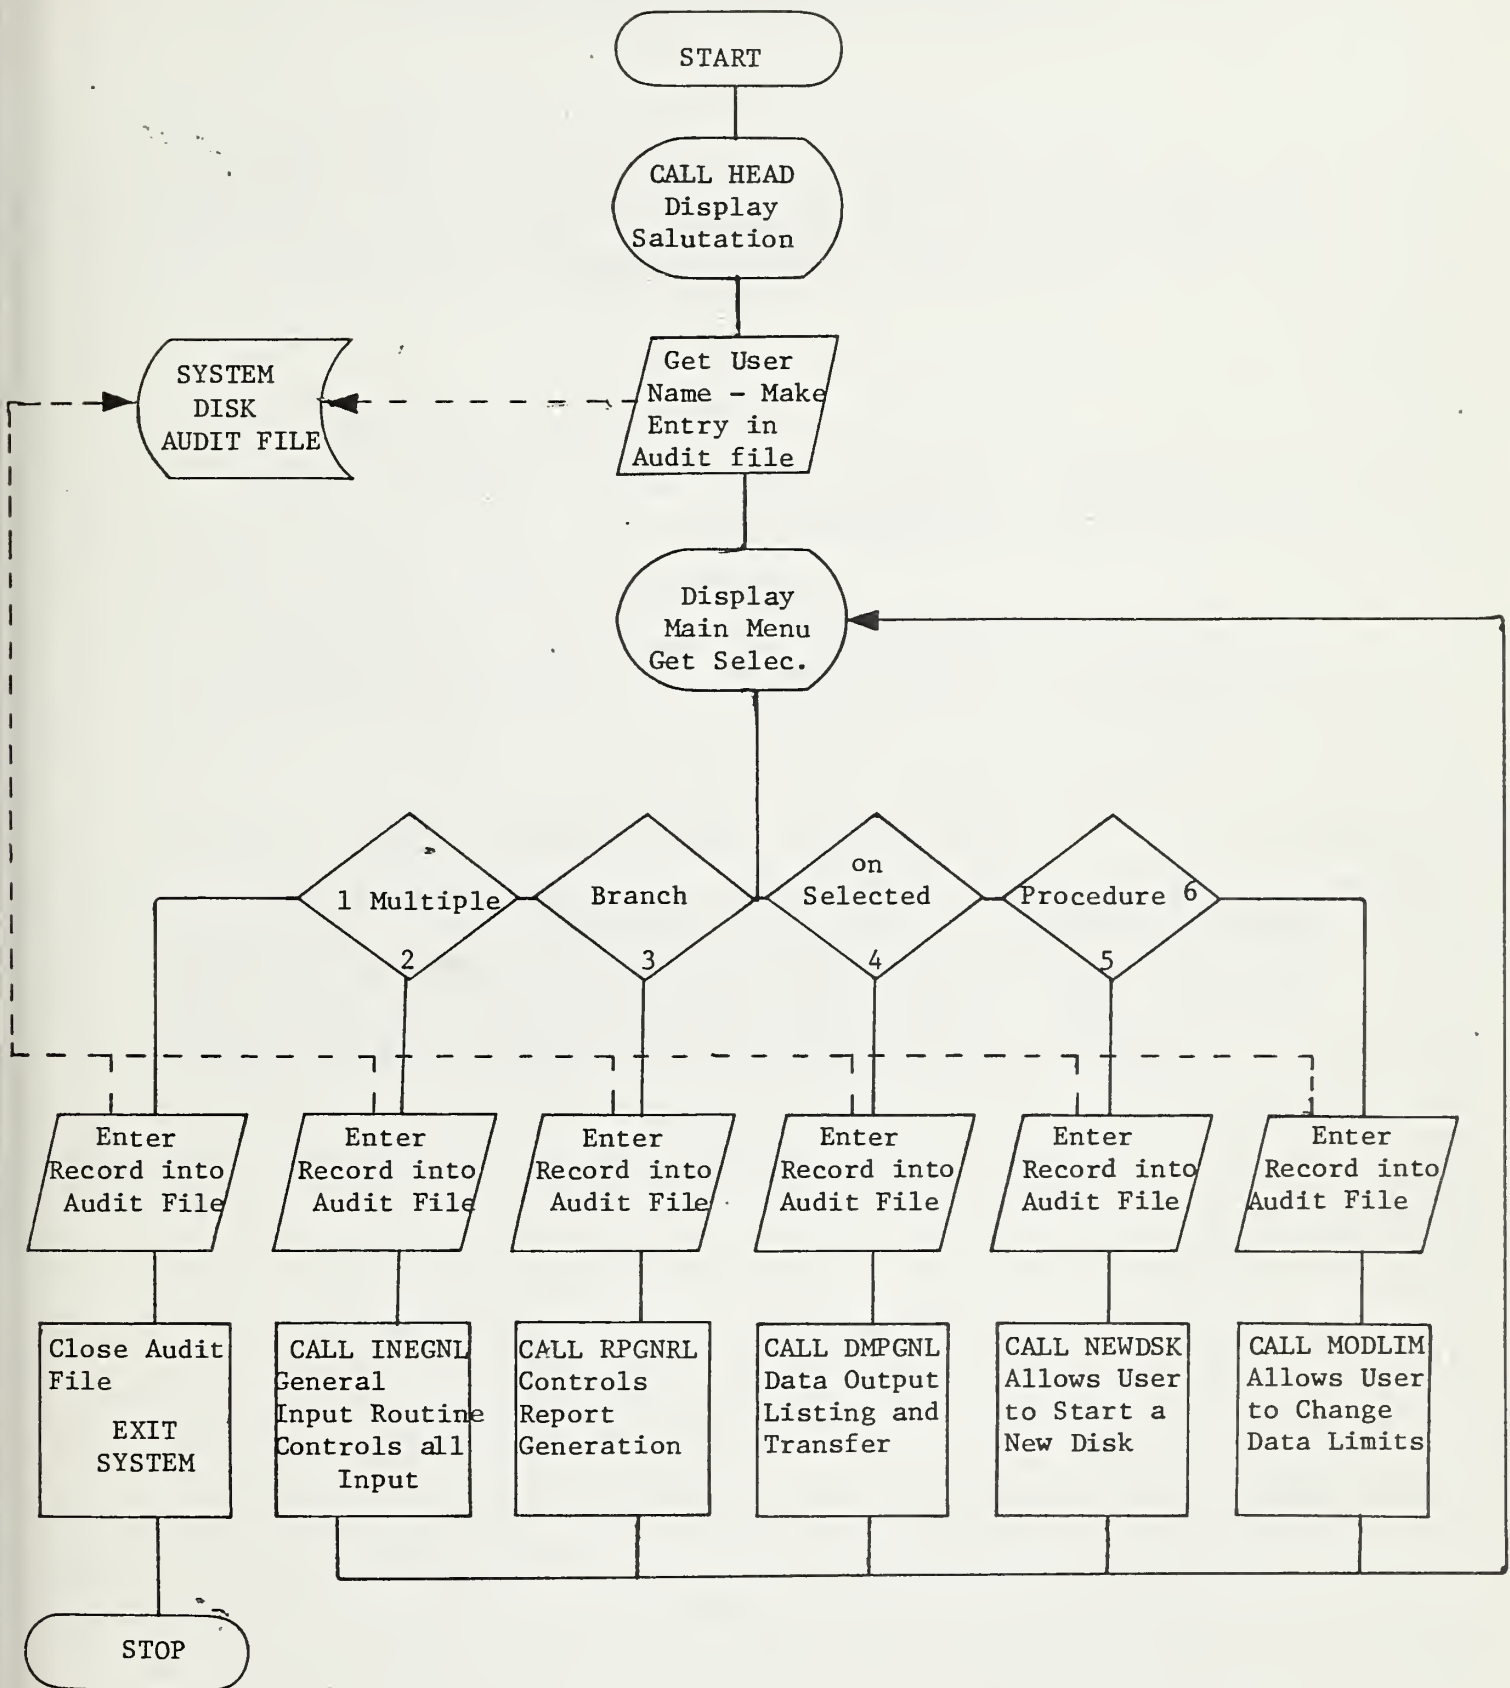 START
CALL HEAD
Display
Salutation
Get User
Name - Make
Entry in
Audit file
SYSTEM
DISK
AUDIT FILE
Display
Main Menu
Get Selec.
1 Multiple
2
Branch
3
on
Selected
4
Procedure 6
5
Enter
Record into
Audit File
Enter
Record into
Audit File
Enter
Record into
Audit File
Enter
Record into
Audit File
Enter
Record into
Audit File
Enter
Record into
Audit File
Close Audit
File
EXIT
SYSTEM
CALL INEGNL
General
Input Routine
Controls all
Input
CALL RPGNRL
Controls
Report
Generation
CALL DMPGNL
Data Output
Listing and
Transfer
CALL NEWDSK
Allows User
to Start a
New Disk
CALL MODLIM
Allows User
to Change
Data Limits
STOP